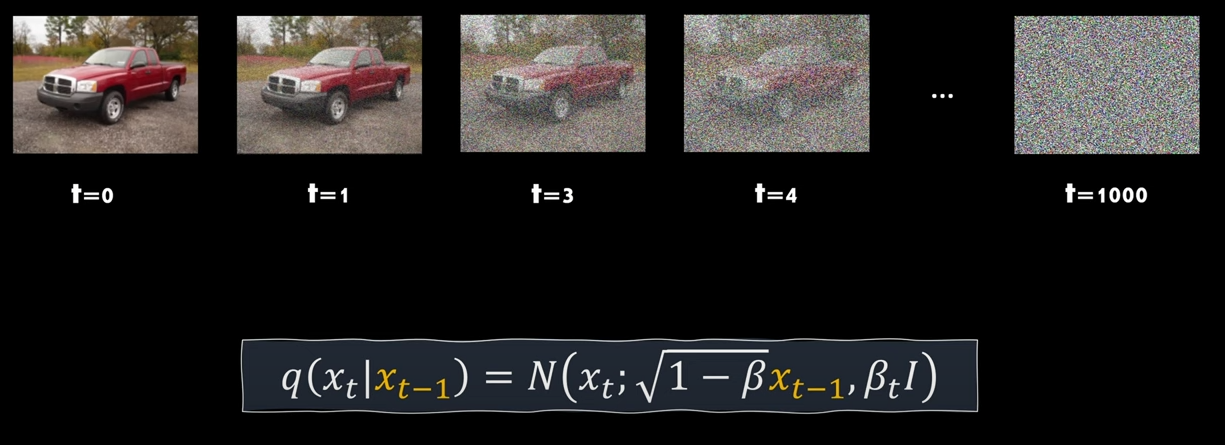 t=0 t=1 t=3 t=4 ... t=1000
q(x_t|x_{t-1}) = N(x_t; √(1 − β)x_{t-1}, β_t I)